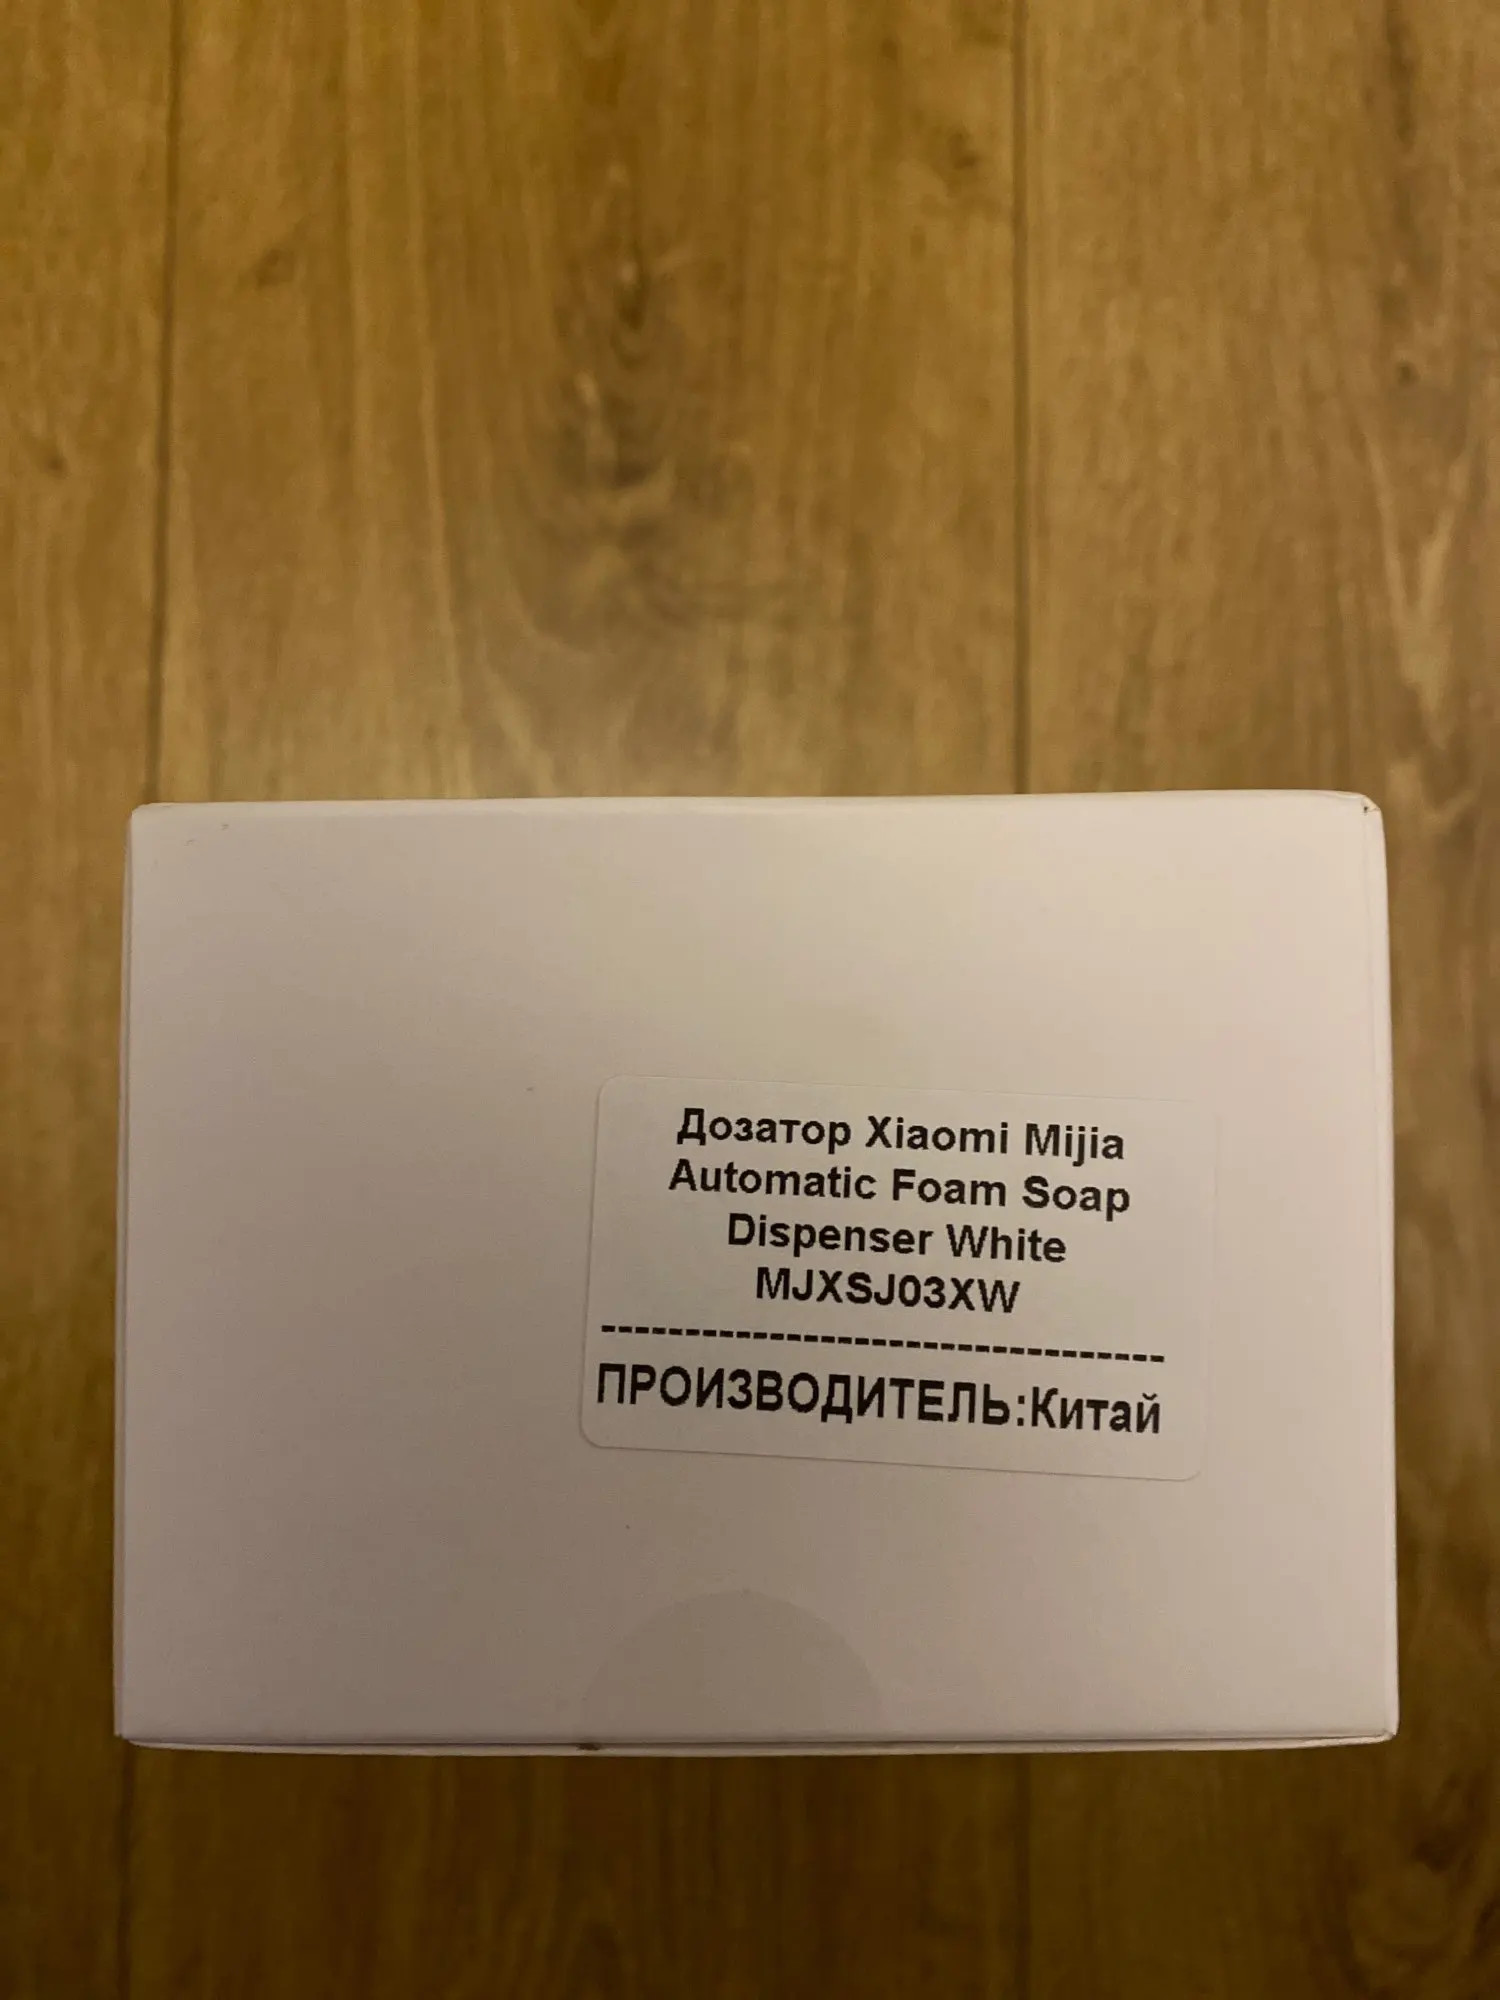 Дозатор Xiaomi Mijia
Automatic Foam Soap
Dispenser White
MJXSJ03XW
----------------------------------
ПРОИЗВОДИТЕЛЬ:Китай